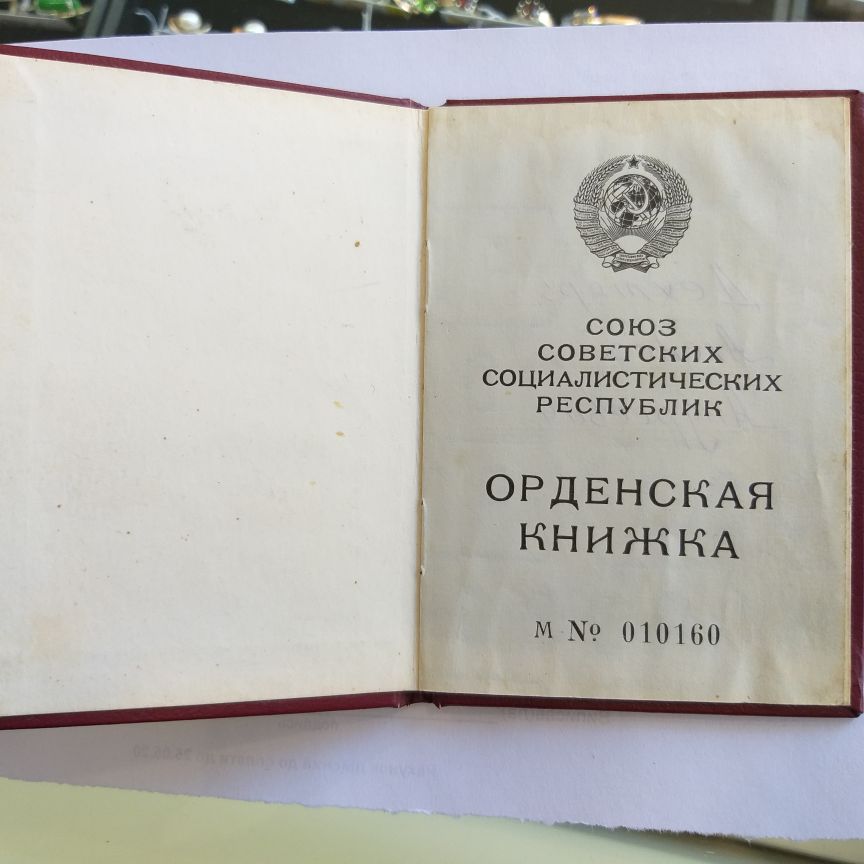 СОЮЗ
СОВЕТСКИХ
СОЦИАЛИСТИЧЕСКИХ
РЕСПУБЛИК
ОРДЕНСКАЯ
КНИЖКА
М № 010160